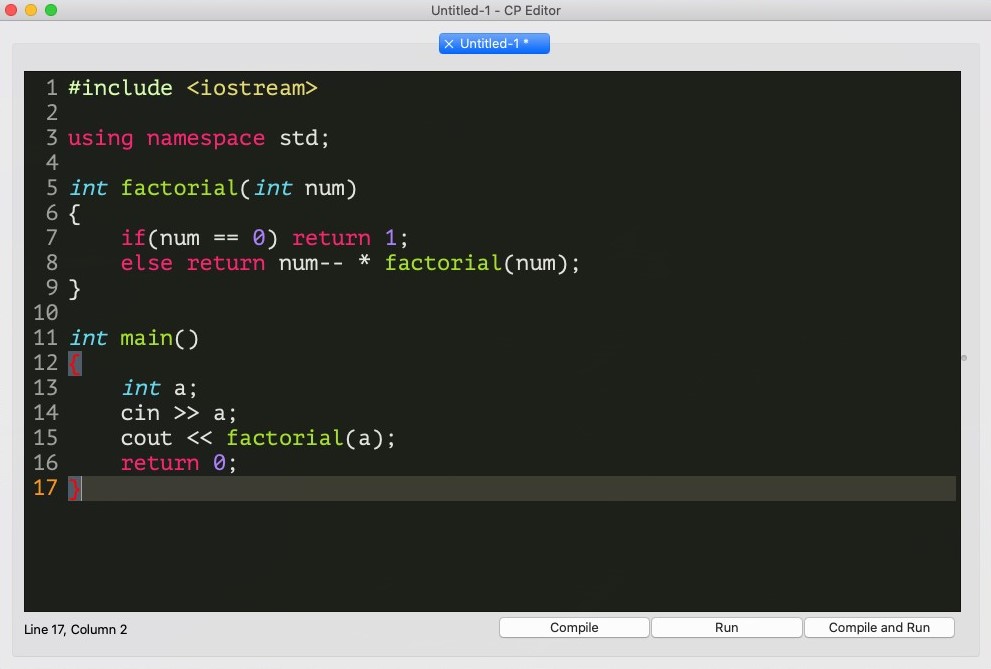 Untitled-1 - CP Editor
× Untitled-1 *
1 #include <iostream>
2
3 using namespace std;
4
5 int factorial(int num)
6 {
7     if(num == 0) return 1;
8     else return num-- * factorial(num);
9 }
10
11 int main()
12 {
13     int a;
14     cin >> a;
15     cout << factorial(a);
16     return 0;
17 }
Line 17, Column 2
Compile
Run
Compile and Run